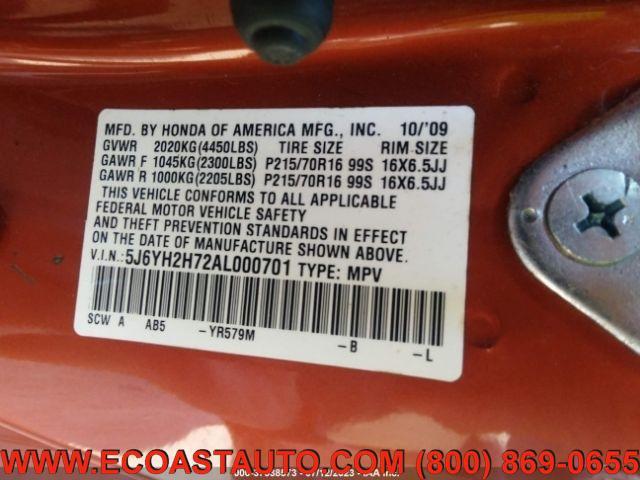 MFD. BY HONDA OF AMERICA MFG., INC. 10/'09
GVWR 2020KG(4450LBS) TIRE SIZE RIM SIZE
GAWR F 1045KG(2300LBS) P215/70R16 99S 16X6.5JJ
GAWR R 1000KG(2205LBS) P215/70R16 99S 16X6.5JJ
THIS VEHICLE CONFORMS TO ALL APPLICABLE
FEDERAL MOTOR VEHICLE SAFETY
AND THEFT PREVENTION STANDARDS IN EFFECT
ON THE DATE OF MANUFACTURE SHOWN ABOVE.
V.I.N.:5J6YH2H72AL000701 TYPE: MPV
SCW A AB5 -YR579M -B -L
WWW.ECOASTAUTO.COM (800) 869-0655